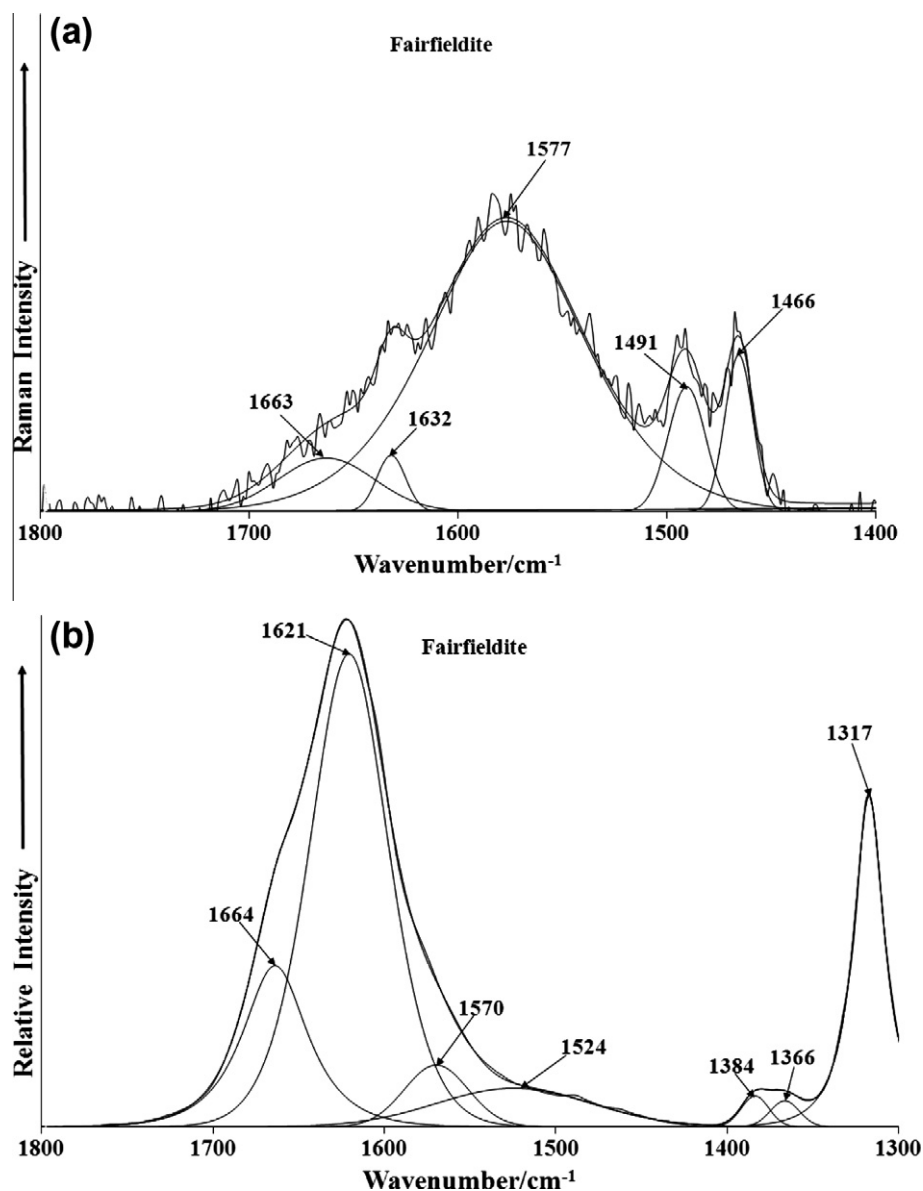 (a)
Fairfieldite
1577
1466
1491
1663
1632
Raman Intensity
1800
1700
1600
1500
1400
Wavenumber/cm-1
(b)
Fairfieldite
1621
1317
1664
1570
1524
1384
1366
Relative Intensity
1800
1700
1600
1500
1400
1300
Wavenumber/cm-1